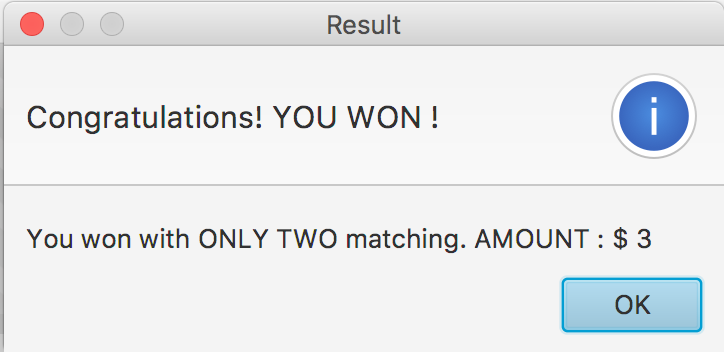 Result
Congratulations! YOU WON !
i
You won with ONLY TWO matching. AMOUNT : $ 3
OK